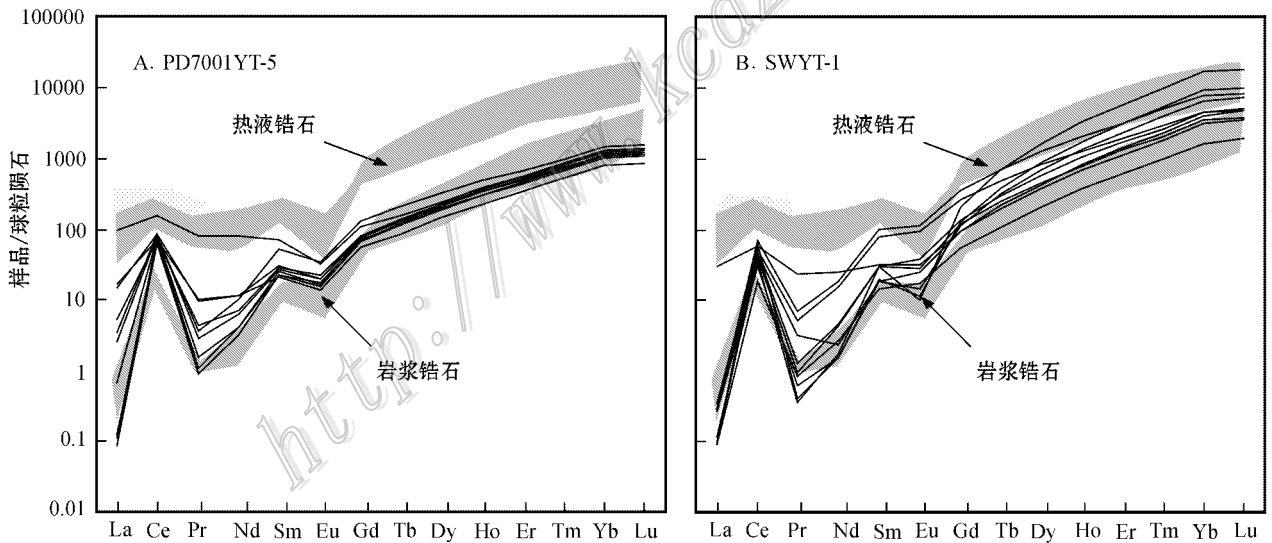 样品/球粒陨石
100000
10000
1000
100
10
1
0.1
0.01
A. PD7001YT-5
热液锆石
岩浆锆石
La Ce Pr Nd Sm Eu Gd Tb Dy Ho Er Tm Yb Lu
B. SWYT-1
热液锆石
岩浆锆石
La Ce Pr Nd Sm Eu Gd Tb Dy Ho Er Tm Yb Lu
http://www.kcdz